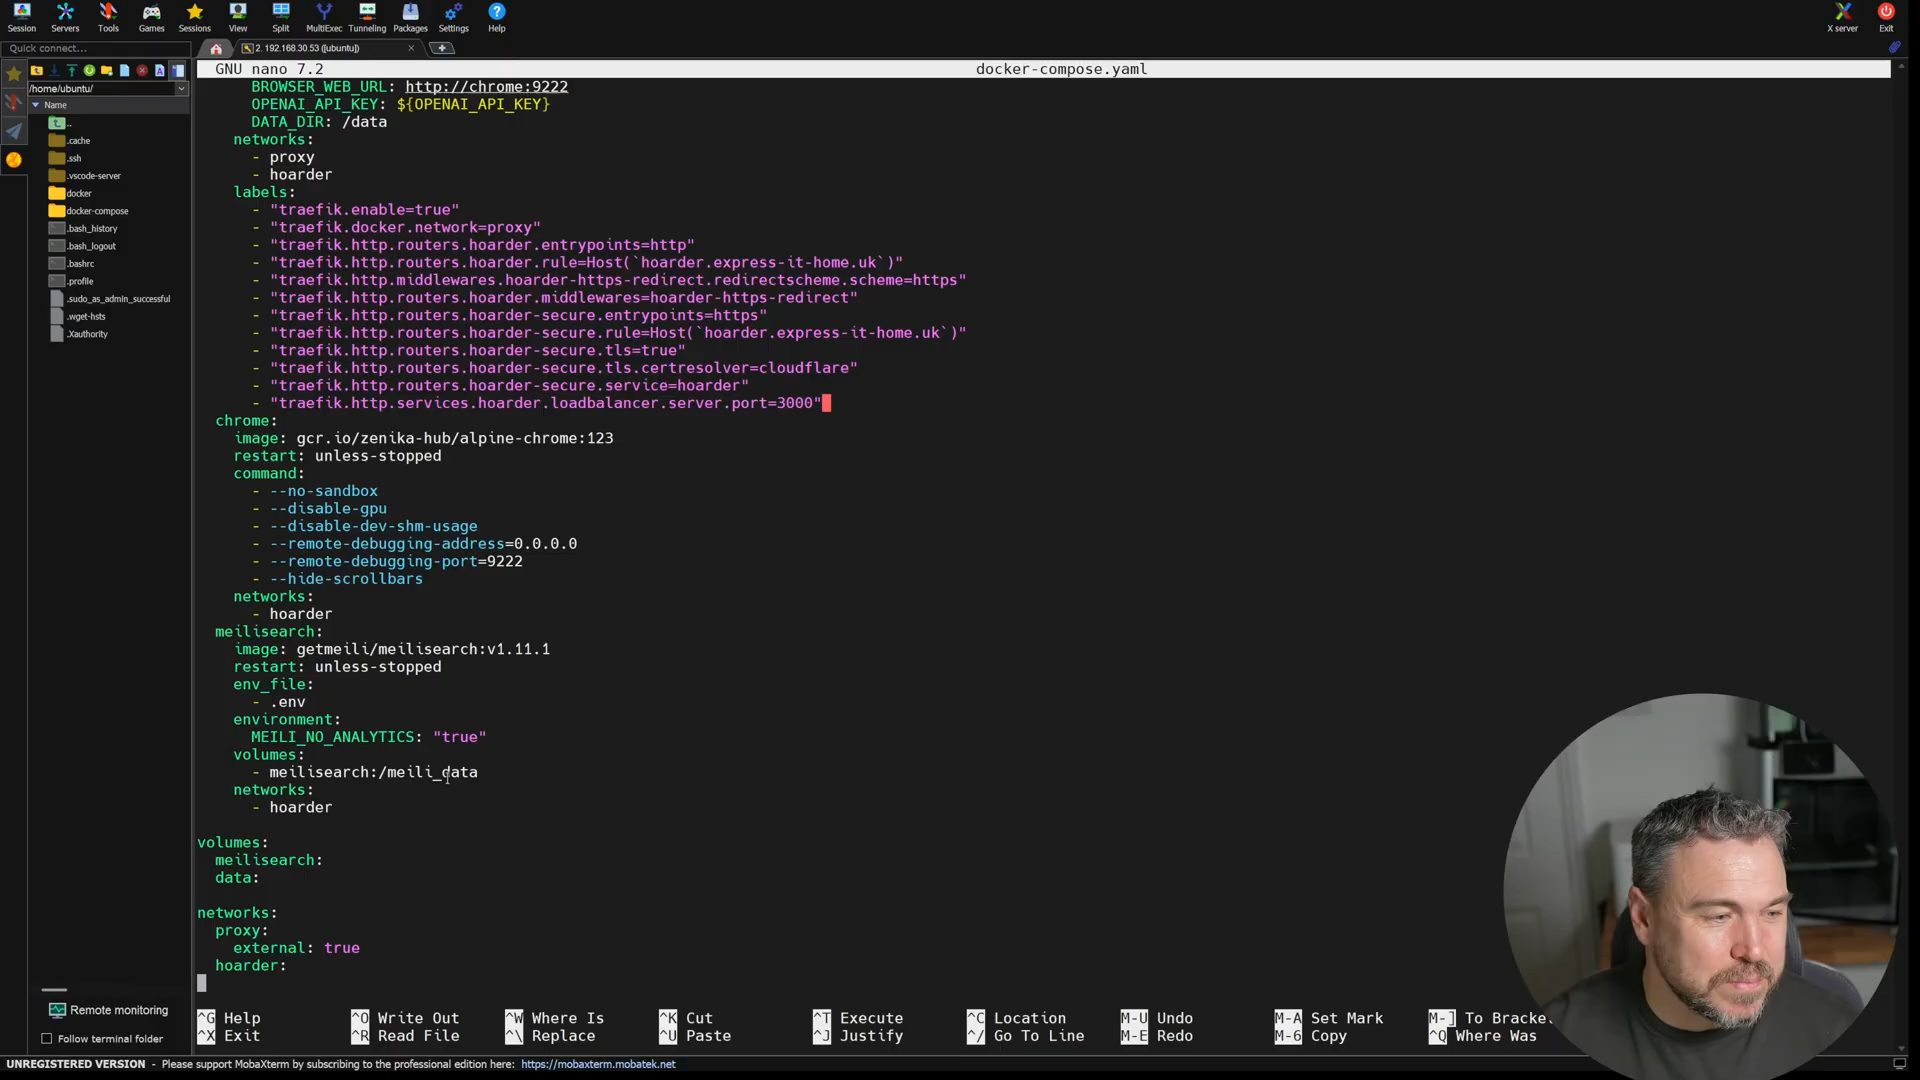 Session Servers Tools Games Sessions View Split MultiExec Tunneling Packages Settings Help X server Exit
Quick connect...
2. 192.168.30.53 (ubuntu)
/home/ubuntu/
Name
..
.cache
.ssh
.vscode-server
docker
docker-compose
.bash_history
.bash_logout
.bashrc
.profile
.sudo_as_admin_successful
.wget-hsts
.Xauthority
Remote monitoring
Follow terminal folder
GNU nano 7.2 docker-compose.yaml
BROWSER_WEB_URL: http://chrome:9222
OPENAI_API_KEY: ${OPENAI_API_KEY}
DATA_DIR: /data
networks:
- proxy
- hoarder
labels:
- "traefik.enable=true"
- "traefik.docker.network=proxy"
- "traefik.http.routers.hoarder.entrypoints=http"
- "traefik.http.routers.hoarder.rule=Host(`hoarder.express-it-home.uk`)"
- "traefik.http.middlewares.hoarder-https-redirect.redirectscheme.scheme=https"
- "traefik.http.routers.hoarder.middlewares=hoarder-https-redirect"
- "traefik.http.routers.hoarder-secure.entrypoints=https"
- "traefik.http.routers.hoarder-secure.rule=Host(`hoarder.express-it-home.uk`)"
- "traefik.http.routers.hoarder-secure.tls=true"
- "traefik.http.routers.hoarder-secure.tls.certresolver=cloudflare"
- "traefik.http.routers.hoarder-secure.service=hoarder"
- "traefik.http.services.hoarder.loadbalancer.server.port=3000"
chrome:
image: gcr.io/zenika-hub/alpine-chrome:123
restart: unless-stopped
command:
- --no-sandbox
- --disable-gpu
- --disable-dev-shm-usage
- --remote-debugging-address=0.0.0.0
- --remote-debugging-port=9222
- --hide-scrollbars
networks:
- hoarder
meilisearch:
image: getmeili/meilisearch:v1.11.1
restart: unless-stopped
env_file:
- .env
environment:
MEILI_NO_ANALYTICS: "true"
volumes:
- meilisearch:/meili_data
networks:
- hoarder
volumes:
meilisearch:
data:
networks:
proxy:
external: true
hoarder:
^G Help ^O Write Out ^W Where Is ^K Cut ^T Execute ^C Location M-U Undo M-A Set Mark M-] To Bracket
^X Exit ^R Read File ^\ Replace ^U Paste ^J Justify ^/ Go To Line M-E Redo M-6 Copy ^Q Where Was
UNREGISTERED VERSION - Please support MobaXterm by subscribing to the professional edition here: https://mobaxterm.mobatek.net